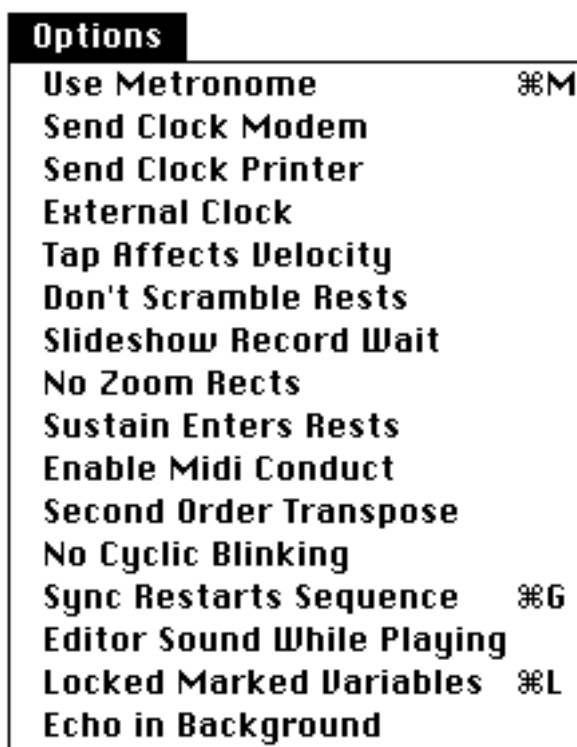 Options
Use Metronome ⌘M
Send Clock Modem
Send Clock Printer
External Clock
Tap Affects Velocity
Don't Scramble Rests
Slideshow Record Wait
No Zoom Rects
Sustain Enters Rests
Enable Midi Conduct
Second Order Transpose
No Cyclic Blinking
Sync Restarts Sequence ⌘G
Editor Sound While Playing
Locked Marked Variables ⌘L
Echo in Background